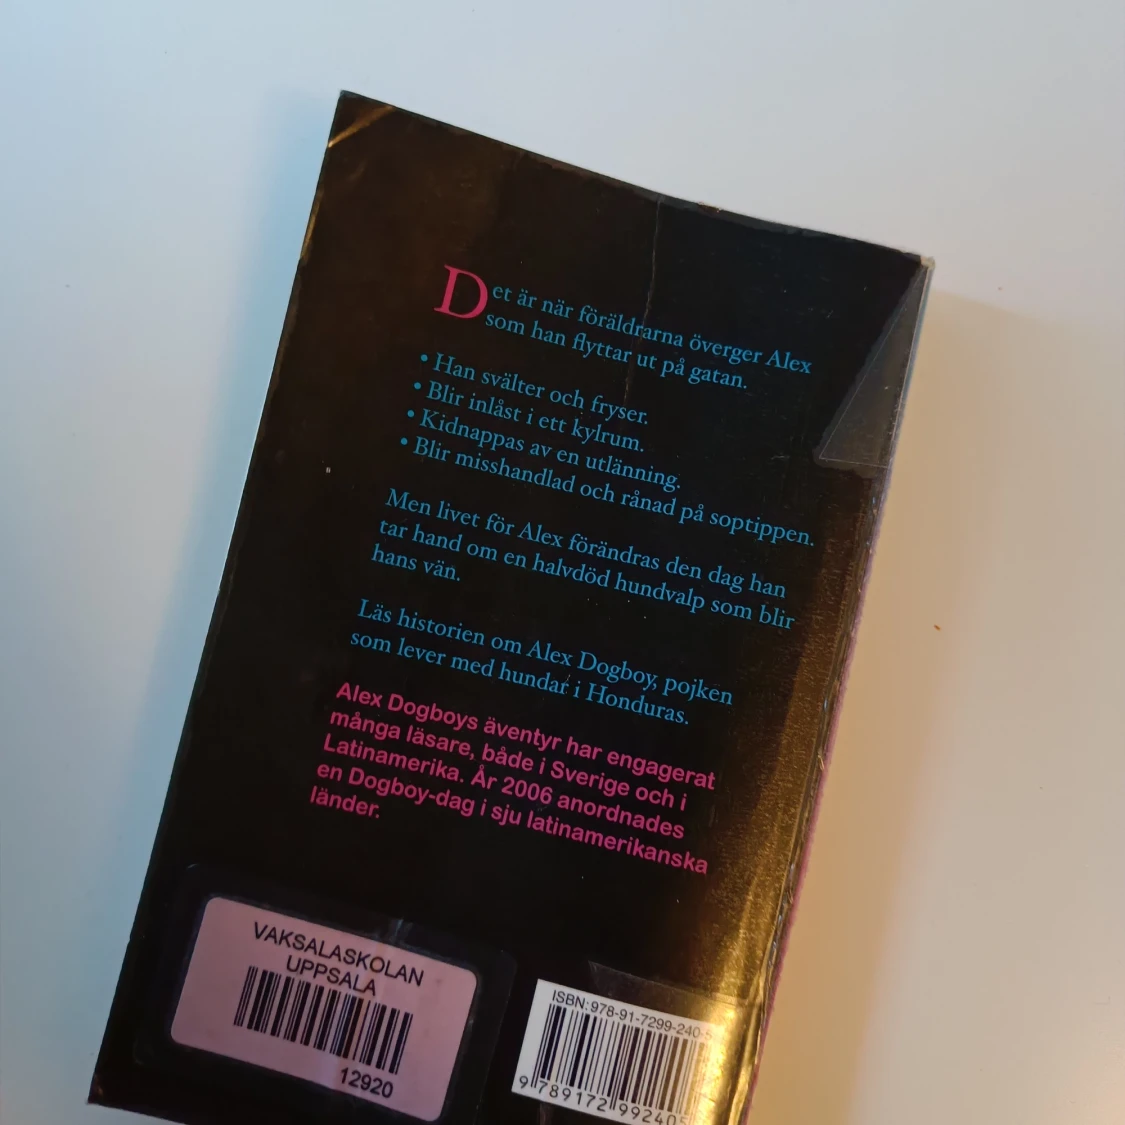 Det är när föräldrarna överger Alex
som han flyttar ut på gatan.
• Han svälter och fryser.
• Blir inlåst i ett kylrum.
• Kidnappas av en utlänning.
• Blir misshandlad och rånad på soptippen.
Men livet för Alex förändras den dag han
tar hand om en halvdöd hundvalp som blir
hans vän.
Läs historien om Alex Dogboy, pojken
som lever med hundar i Honduras.
Alex Dogboys äventyr har engagerat
många läsare, både i Sverige och i
Latinamerika. År 2006 anordnades
en Dogboy-dag i sju latinamerikanska
länder.
VAKSALASKOLAN
UPPSALA
12920
ISBN: 978-91-7299-240-
9 789172 992405